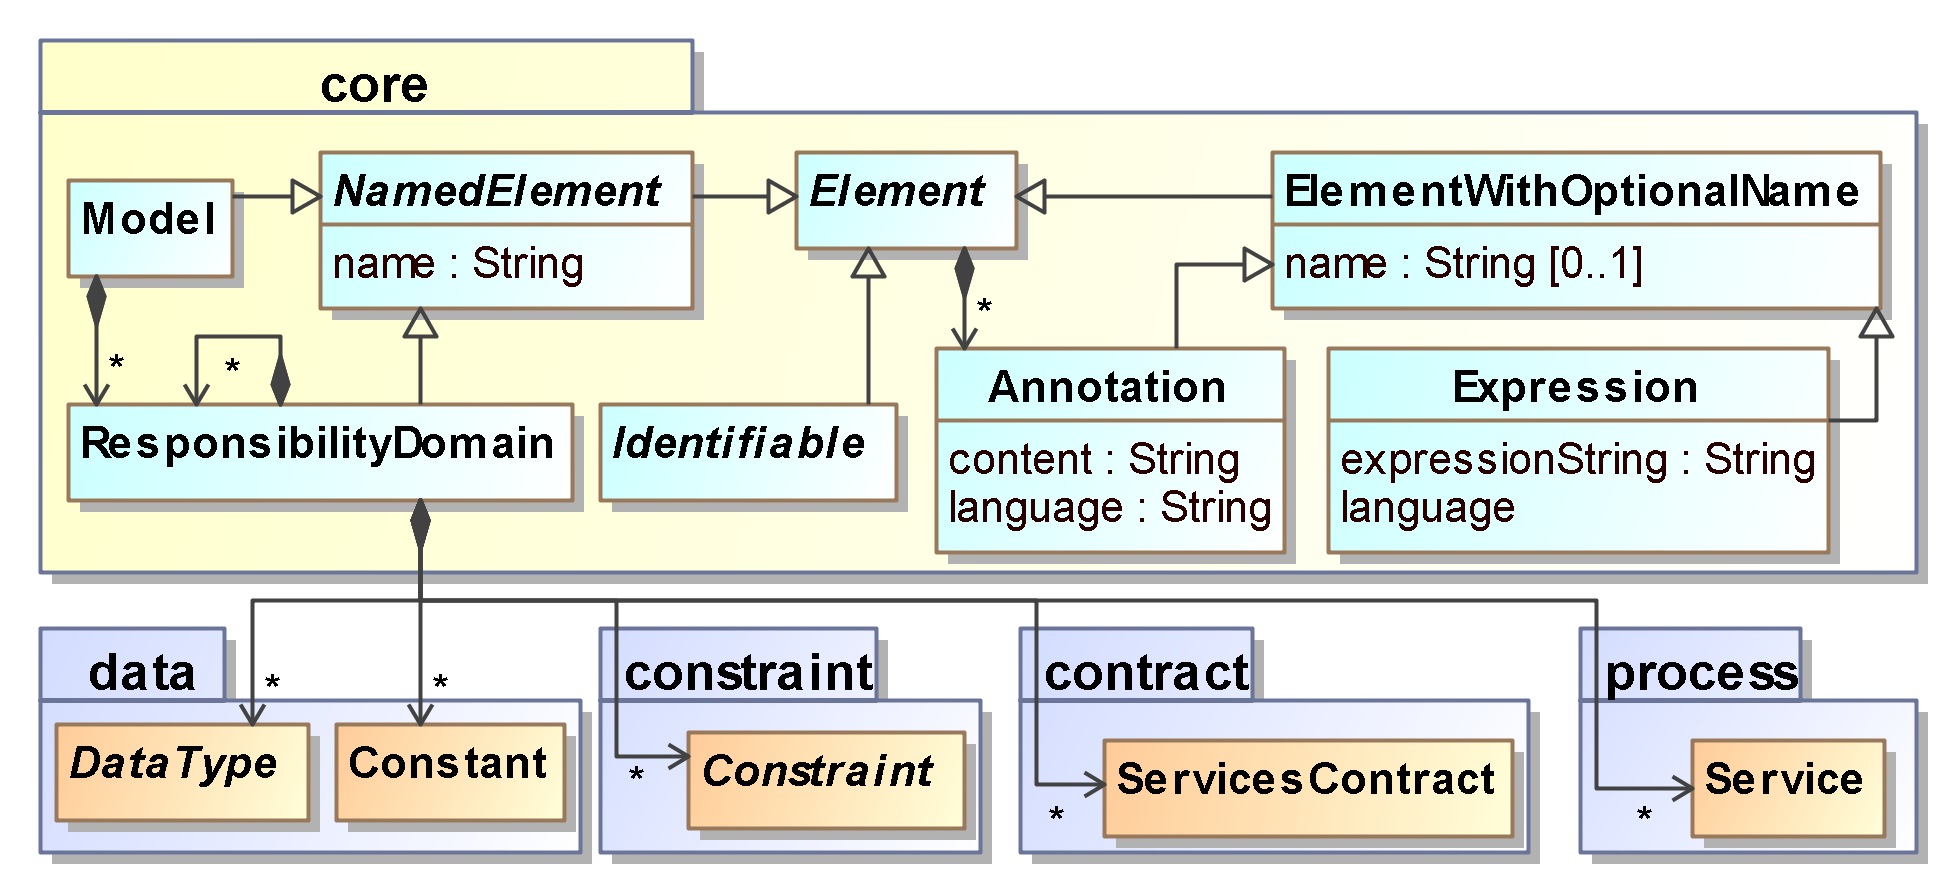 core
Model
NamedElement
name : String
Element
ElementWithOptionalName
name : String [0..1]
*
*
*
ResponsibilityDomain
Identifiable
Annotation
content : String
language : String
Expression
expressionString : String
language
data
*
*
DataType
Constant
constraint
*
Constraint
contract
*
ServicesContract
process
*
Service